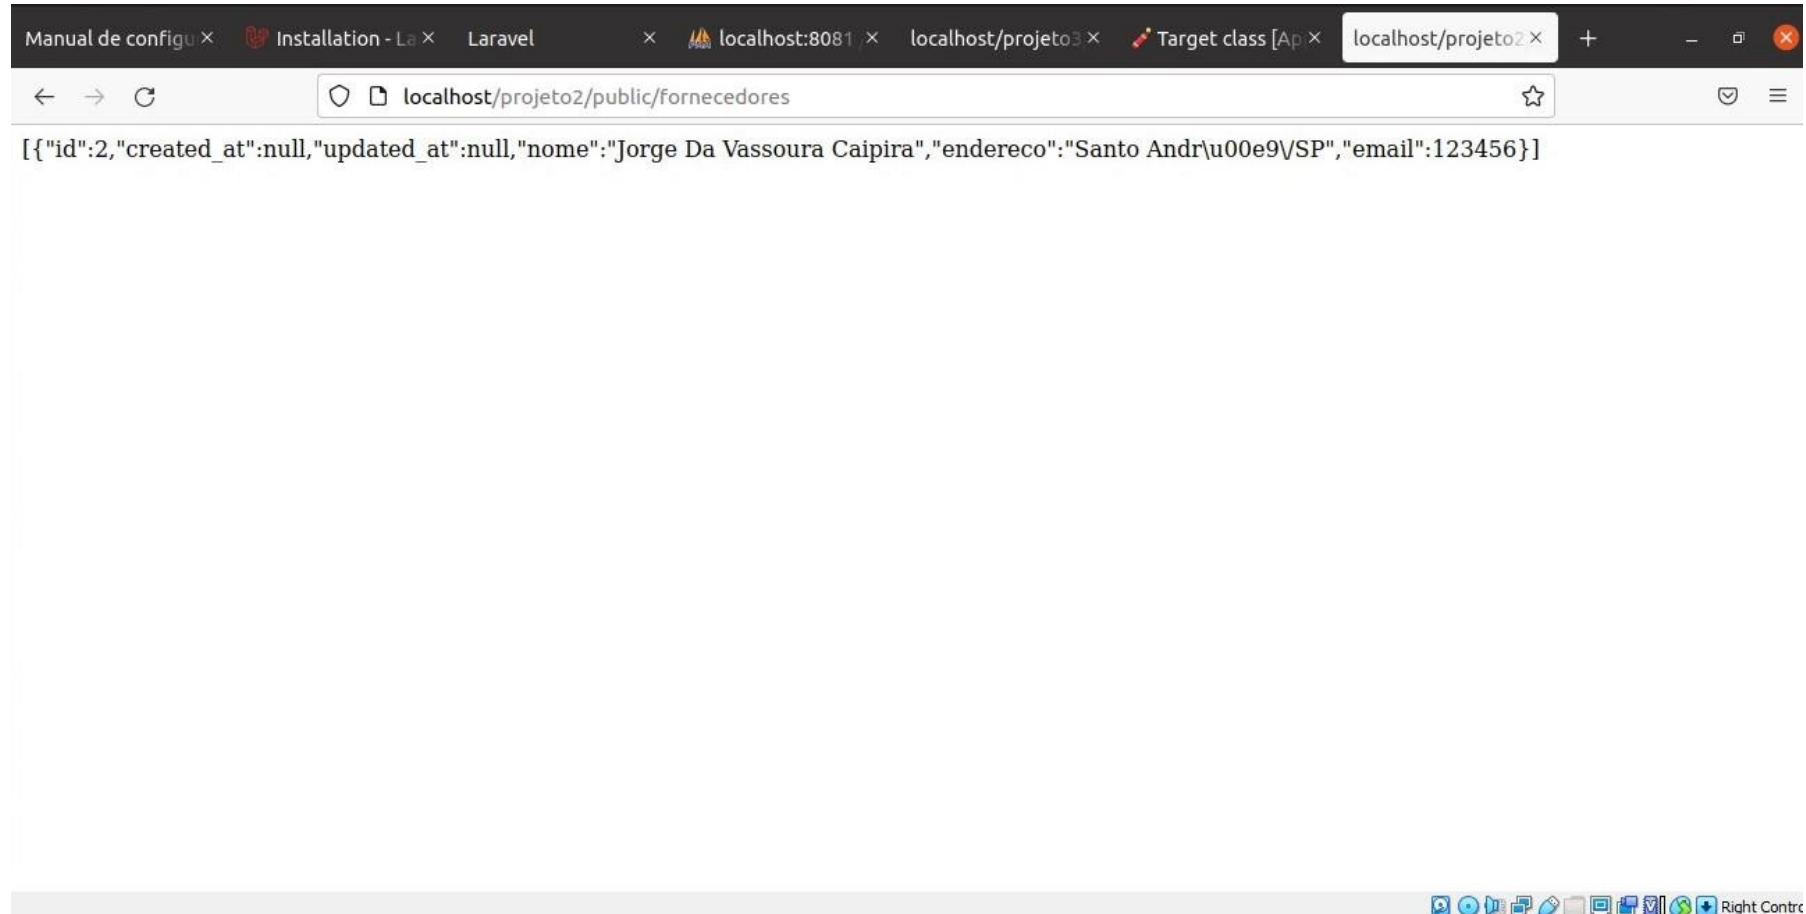 Manual de configu Installation - La Laravel localhost:8081 / localhost/projeto3 Target class [Ap localhost/projeto2
localhost/projeto2/public/fornecedores
[{"id":2,"created_at":null,"updated_at":null,"nome":"Jorge Da Vassoura Caipira","endereco":"Santo Andr\u00e9\/SP","email":123456}]
Right Contro